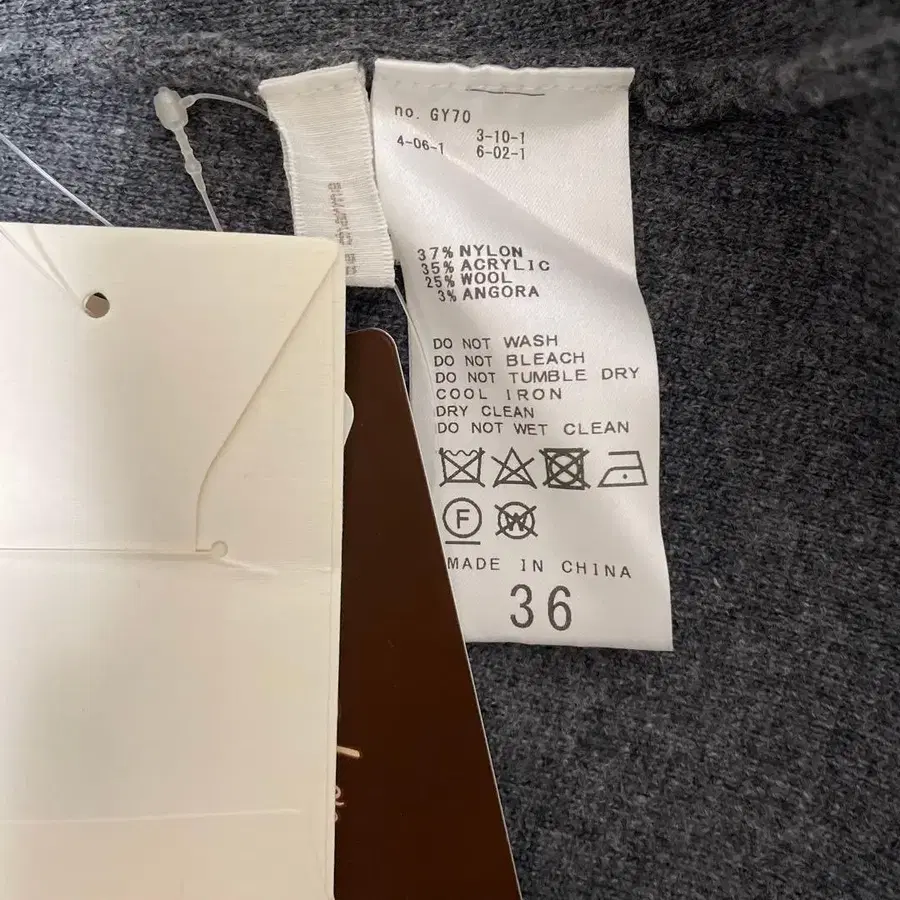 no. GY70
3-10-1
4-06-1 6-02-1
37% NYLON
35% ACRYLIC
25% WOOL
3% ANGORA
DO NOT WASH
DO NOT BLEACH
DO NOT TUMBLE DRY
COOL IRON
DRY CLEAN
DO NOT WET CLEAN
F W
MADE IN CHINA
36